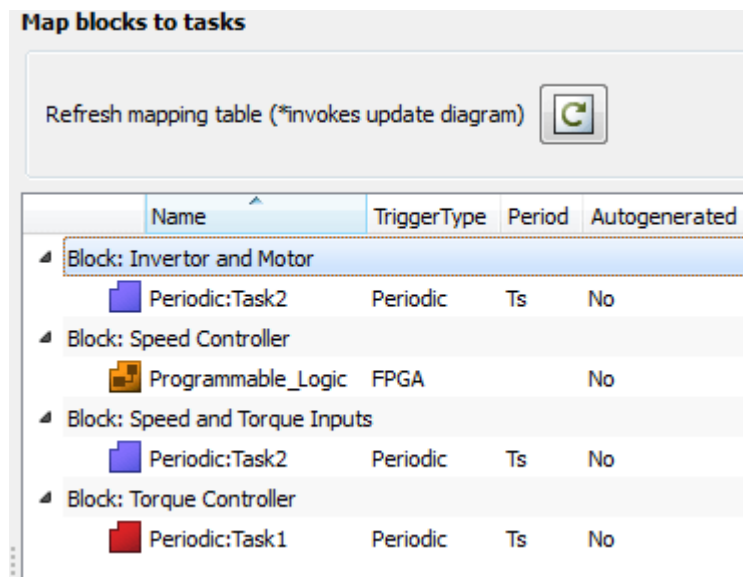 Map blocks to tasks
Refresh mapping table (*invokes update diagram)
Name TriggerType Period Autogenerated
Block: Invertor and Motor
Periodic:Task2 Periodic Ts No
Block: Speed Controller
Programmable_Logic FPGA No
Block: Speed and Torque Inputs
Periodic:Task2 Periodic Ts No
Block: Torque Controller
Periodic:Task1 Periodic Ts No